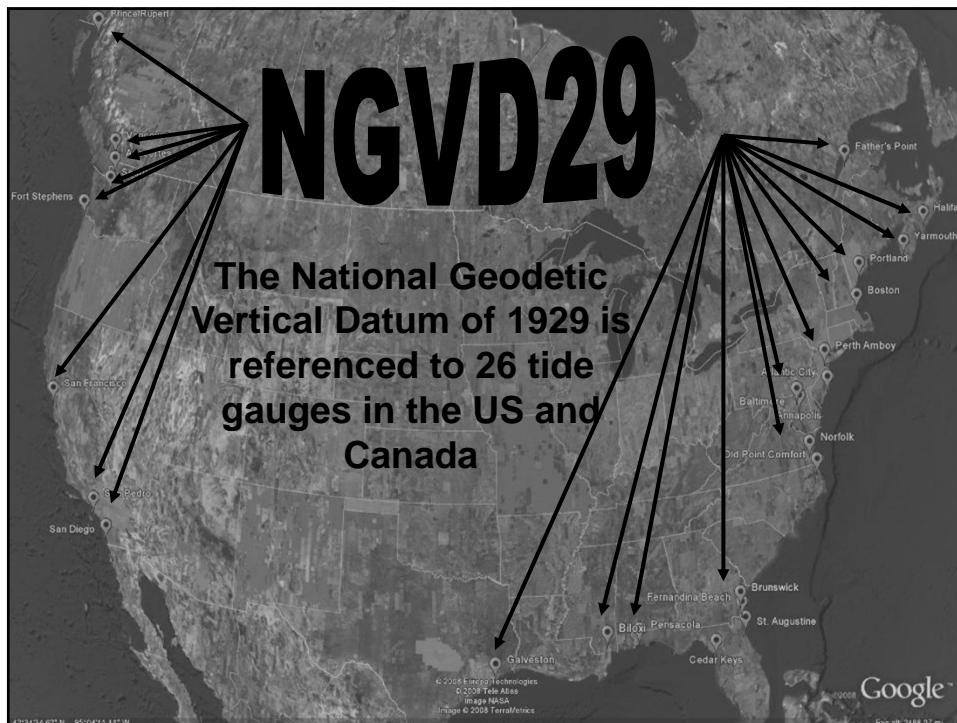 Prince Rupert
NGVD29
Father's Point
Fort Stephens
Halifa
Yarmouth
Portland
Boston
The National Geodetic
Vertical Datum of 1929 is
referenced to 26 tide
gauges in the US and
Canada
Perth Amboy
Atlantic City
San Francisco
Baltimore
Annapolis
Norfolk
Old Point Comfort
San Pedro
San Diego
Fernandina Beach
Brunswick
St. Augustine
Biloxi
Pensacola
Cedar Keys
Galveston
© 2008 Europa Technologies
© 2008 Tele Atlas
Image NASA
Image © 2008 TerraMetrics
©2008 Google™